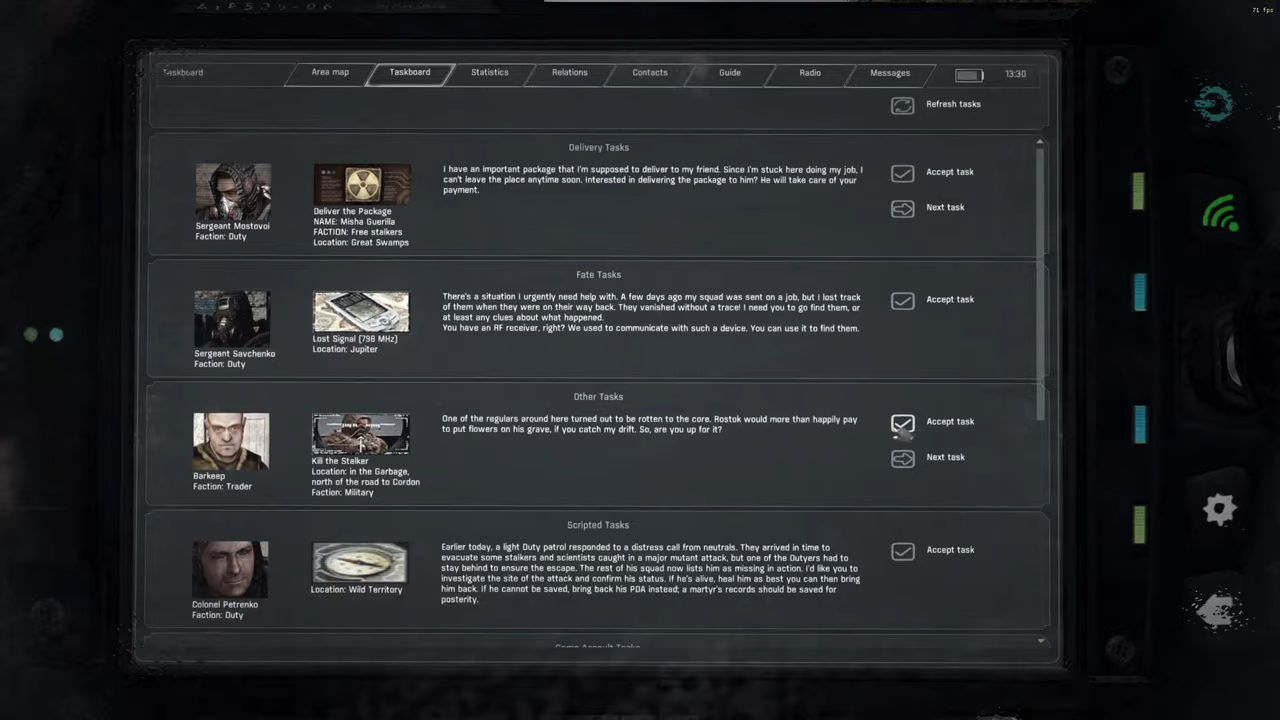 71 fps
Taskboard
Area map
Taskboard
Statistics
Relations
Contacts
Guide
Radio
Messages
13:30
Refresh tasks
Delivery Tasks
Sergeant Mostovoi
Faction: Duty
Deliver the Package
NAME: Misha Guerilla
FACTION: Free stalkers
Location: Great Swamps
I have an important package that I'm supposed to deliver to my friend. Since I'm stuck here doing my job, I
can't leave the place anytime soon. Interested in delivering the package to him? He will take care of your
payment.
Accept task
Next task
Fate Tasks
Sergeant Savchenko
Faction: Duty
Lost Signal (798 MHz)
Location: Jupiter
There's a situation I urgently need help with. A few days ago my squad was sent on a job, but I lost track
of them when they were on their way back. They vanished without a trace! I need you to go find them, or
at least any clues about what happened.
You have an RF receiver, right? We used to communicate with such a device. You can use it to find them.
Accept task
Other Tasks
Barkeep
Faction: Trader
Kill the Stalker
Location: in the Garbage,
north of the road to Cordon
Faction: Military
One of the regulars around here turned out to be rotten to the core. Rostok would more than happily pay
to put flowers on his grave, if you catch my drift. So, are you up for it?
Accept task
Next task
Scripted Tasks
Colonel Petrenko
Faction: Duty
Location: Wild Territory
Earlier today, a light Duty patrol responded to a distress call from neutrals. They arrived in time to
evacuate some stalkers and scientists caught in a major mutant attack, but one of the Dutyers had to
stay behind to ensure the escape. The rest of his squad now lists him as missing in action. I'd like you to
investigate the site of the attack and confirm his status. If he's alive, heal him as best you can then bring
him back. If he cannot be saved, bring back his PDA instead; a martyr's records should be saved for
posterity.
Accept task